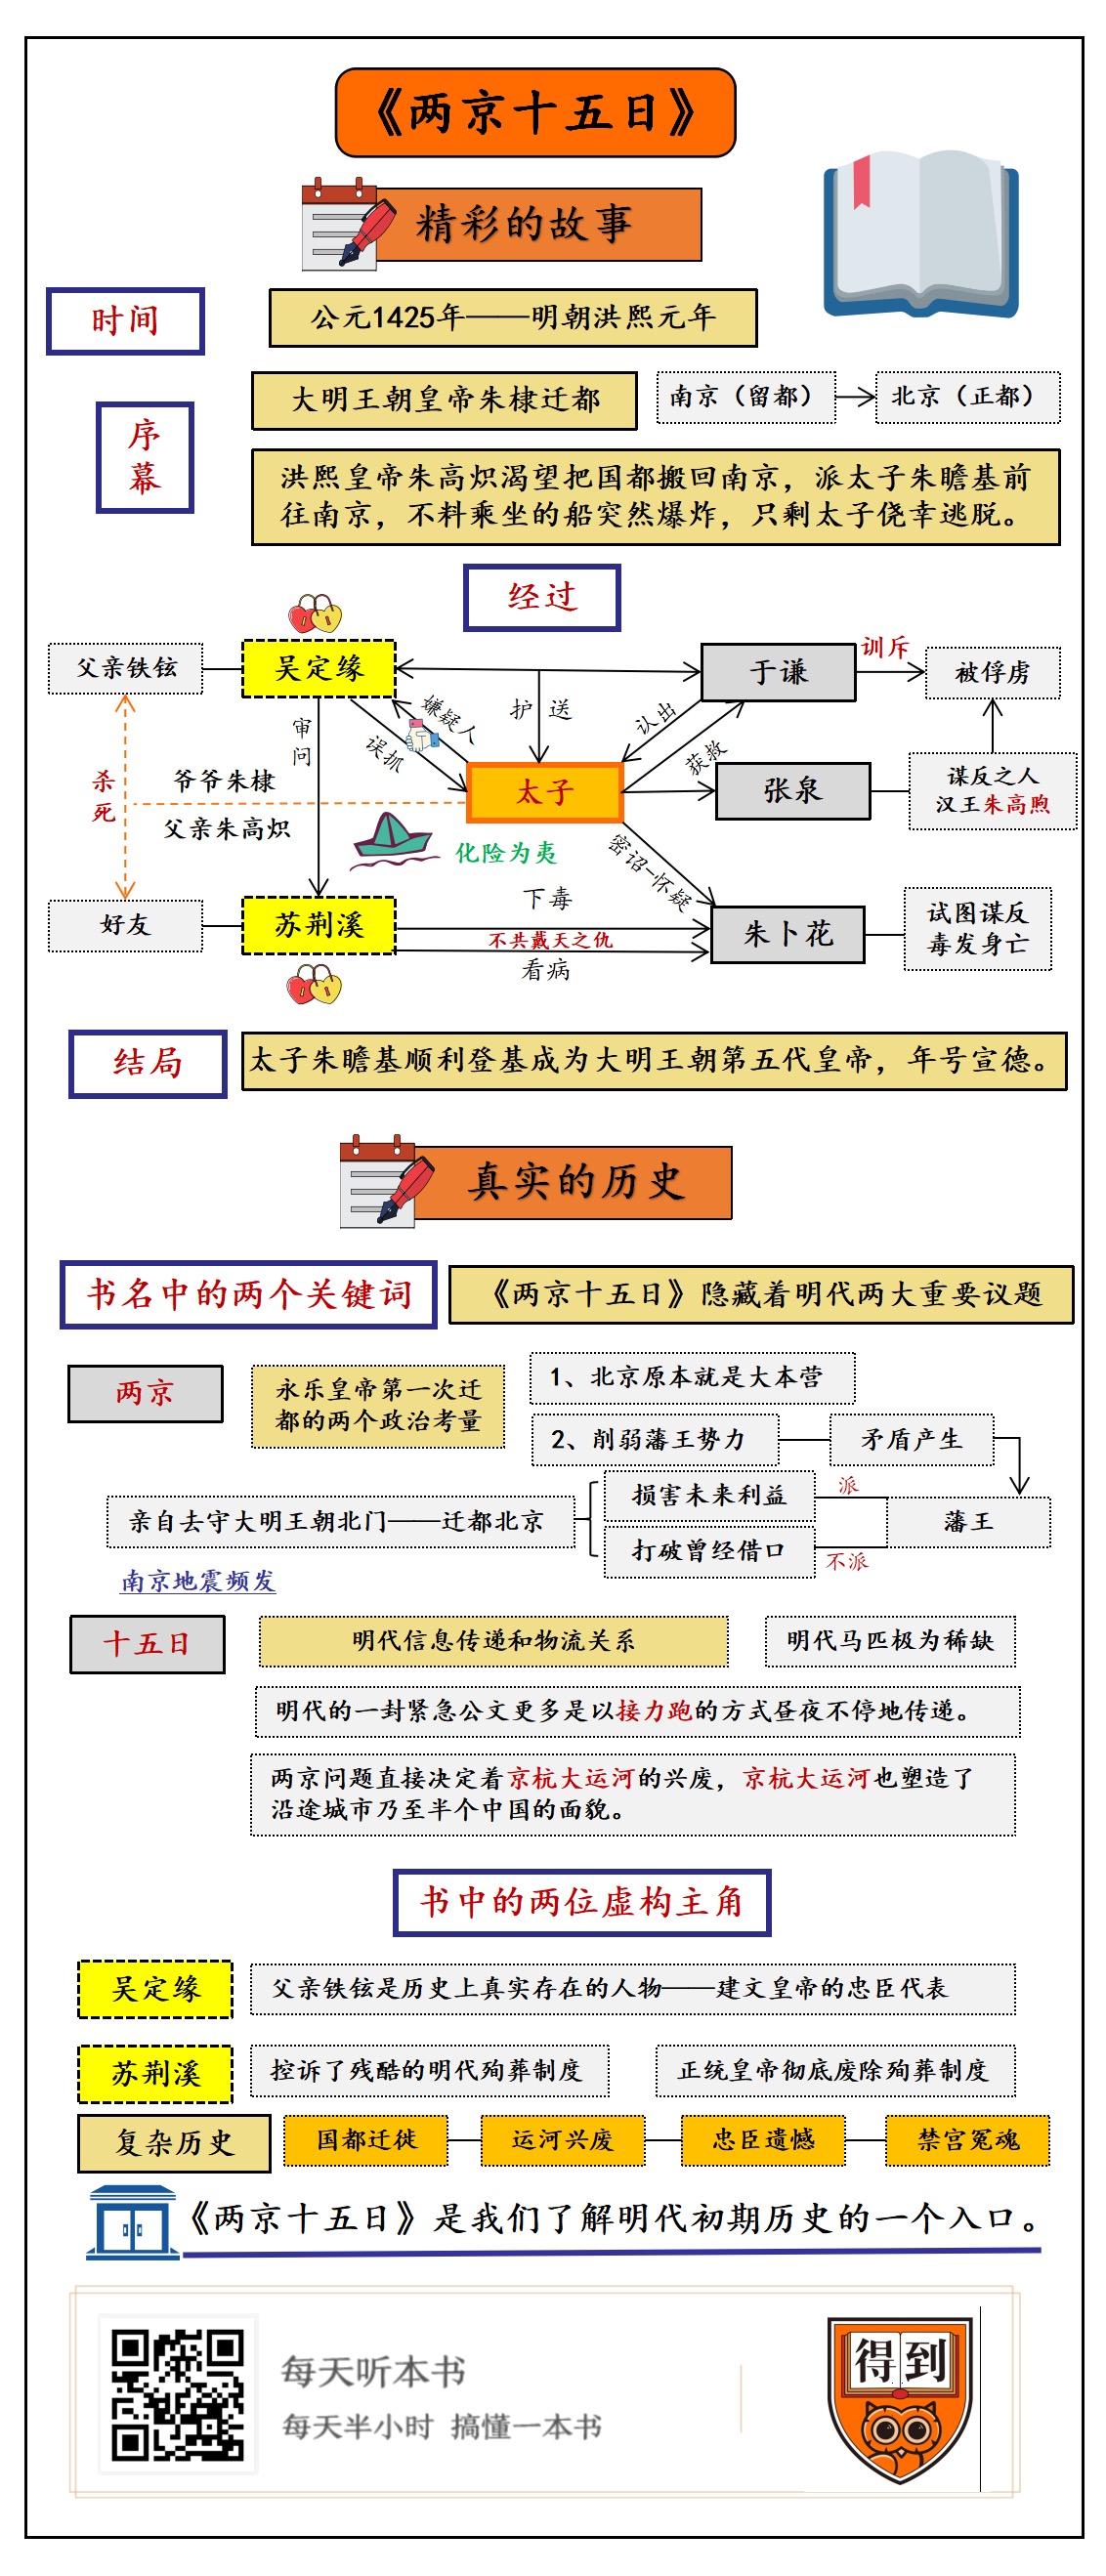 《两京十五日》
精彩的故事
时间
公元1425年——明朝洪熙元年
序
幕
大明王朝皇帝朱棣迁都
南京（留都）
北京（正都）
洪熙皇帝朱高炽渴望把国都搬回南京，派太子朱瞻基前
往南京，不料乘坐的船突然爆炸，只剩太子侥幸逃脱。
经过
父亲铁铉
吴定缘
于谦
训斥
被俘虏
审
问
嫌疑人
误抓
护 送
认出
获救
杀
死
爷爷朱棣
父亲朱高炽
太子
张泉
谋反之人
汉王朱高煦
化险为夷
密诏-怀疑
好友
苏荆溪
下毒
不共戴天之仇
看病
朱卜花
试图谋反
毒发身亡
结局
太子朱瞻基顺利登基成为大明王朝第五代皇帝，年号宣德。
真实的历史
书名中的两个关键词
《两京十五日》隐藏着明代两大重要议题
两京
永乐皇帝第一次迁
都的两个政治考量
1、北京原本就是大本营
2、削弱藩王势力
矛盾产生
亲自去守大明王朝北门——迁都北京
损害未来利益
打破曾经借口
派
不派
藩王
南京地震频发
十五日
明代信息传递和物流关系
明代马匹极为稀缺
明代的一封紧急公文更多是以接力跑的方式昼夜不停地传递。
两京问题直接决定着京杭大运河的兴废，京杭大运河也塑造了
沿途城市乃至半个中国的面貌。
书中的两位虚构主角
吴定缘
父亲铁铉是历史上真实存在的人物——建文皇帝的忠臣代表
苏荆溪
控诉了残酷的明代殉葬制度
正统皇帝彻底废除殉葬制度
复杂历史
国都迁徙
运河兴废
忠臣遗憾
禁宫冤魂
《两京十五日》是我们了解明代初期历史的一个入口。
每天听本书
每天半小时 搞懂一本书
得到